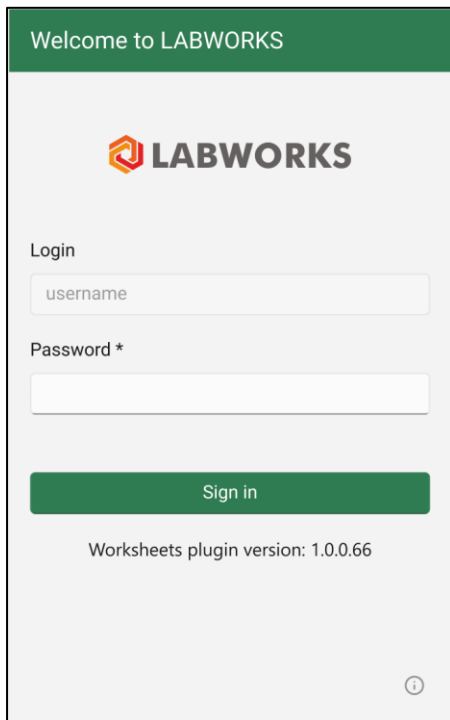 Welcome to LABWORKS
LABWORKS
Login
username
Password *
Sign in
Worksheets plugin version: 1.0.0.66